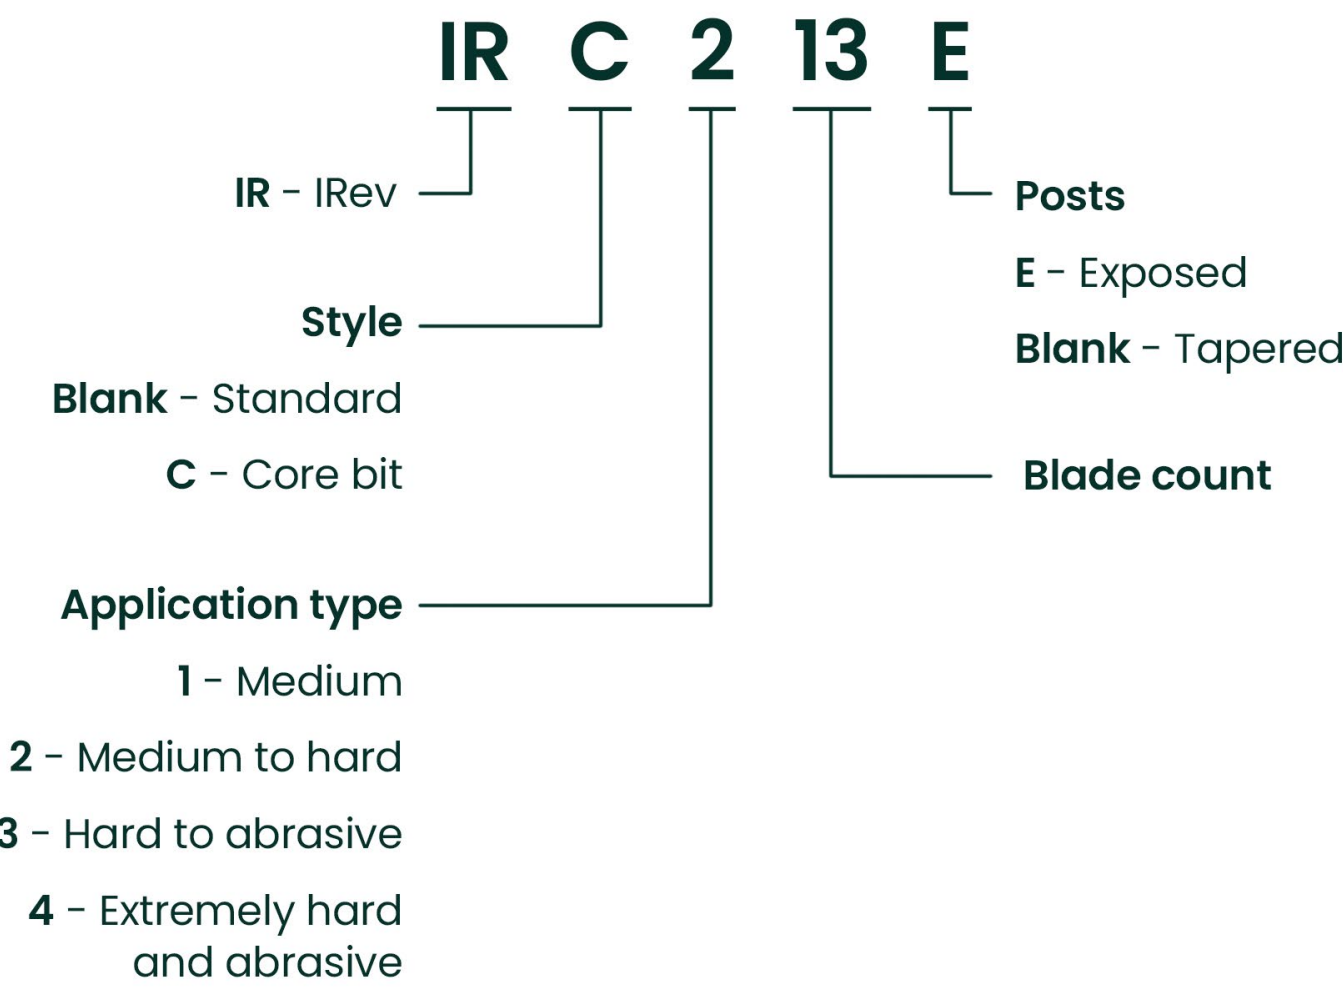 IR C 2 13 E
IR - IRev
Style
Blank - Standard
C - Core bit
Application type
1 - Medium
2 - Medium to hard
3 - Hard to abrasive
4 - Extremely hard
and abrasive
Posts
E - Exposed
Blank - Tapered
Blade count